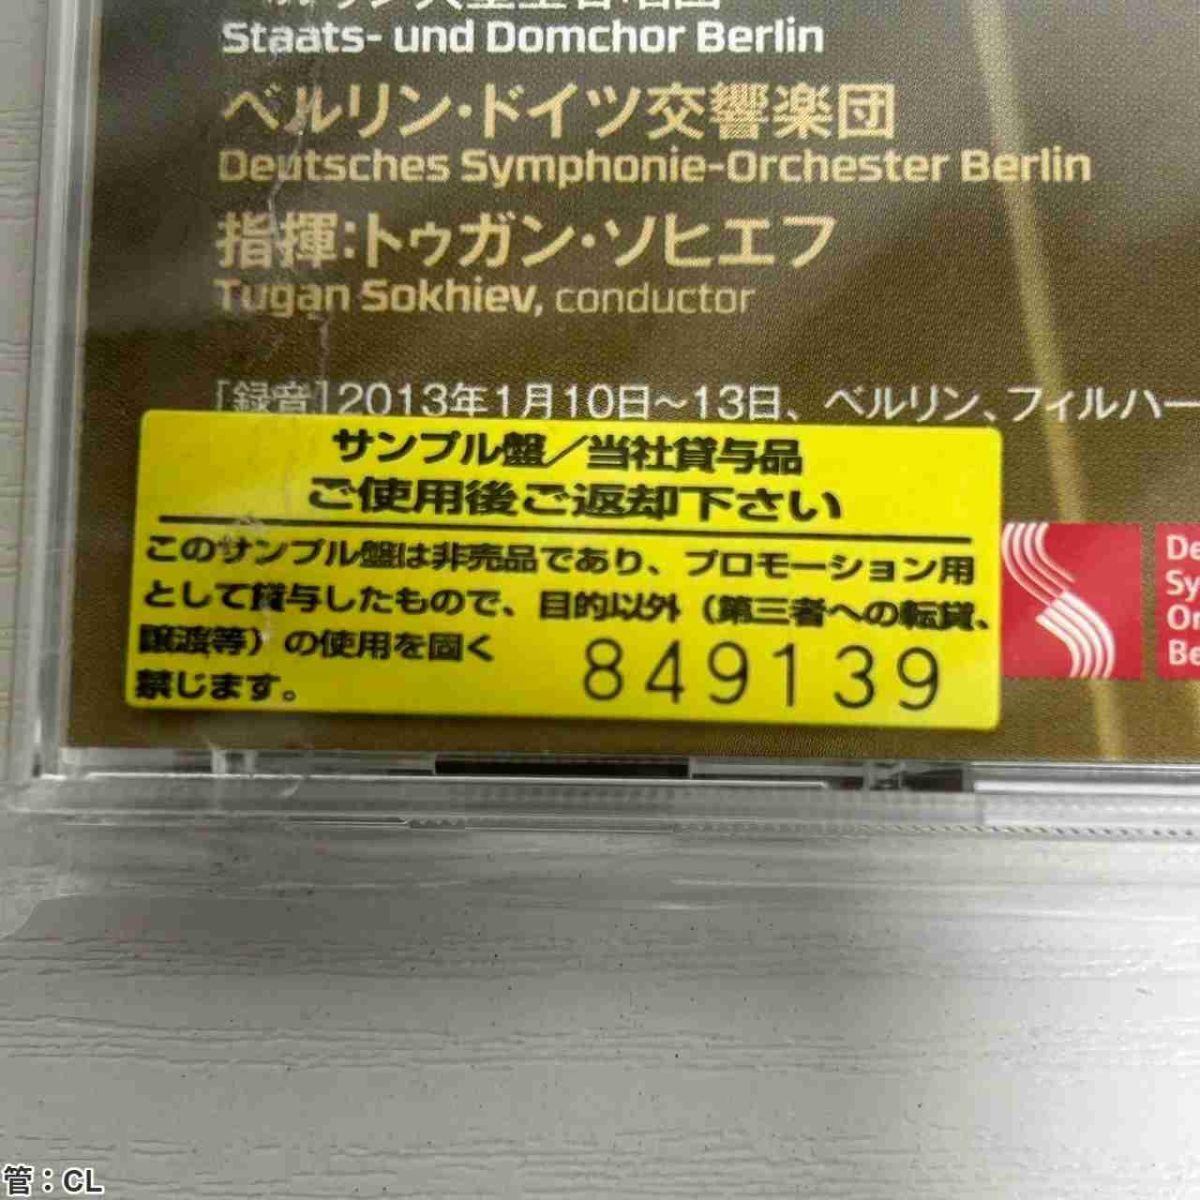 Staats- und Domchor Berlin
ベルリン・ドイツ交響楽団
Deutsches Symphonie-Orchester Berlin
指揮:トゥガン・ソヒエフ
Tugan Sokhiev, conductor
[録音]2013年1月10日~13日、ベルリン、フィルハー
サンプル盤/当社貸与品
ご使用後ご返却下さい
このサンプル盤は非売品であり、プロモーション用
として貸与したもので、目的以外(第三者への転貸、
譲渡等)の使用を固く
禁じます。
849139
De
Sy
Or
Be
管:CL